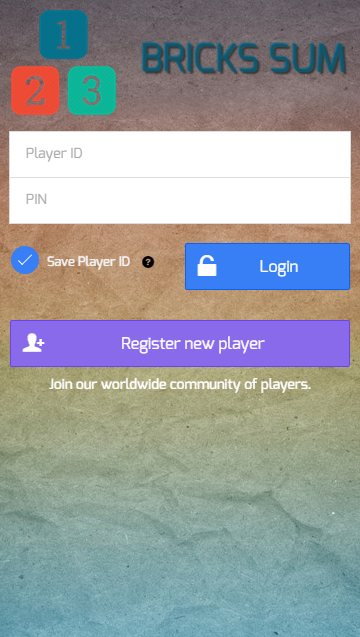 1
BRICKS SUM
2 3
Player ID
PIN
Save Player ID ?
Login
Register new player
Join our worldwide community of players.